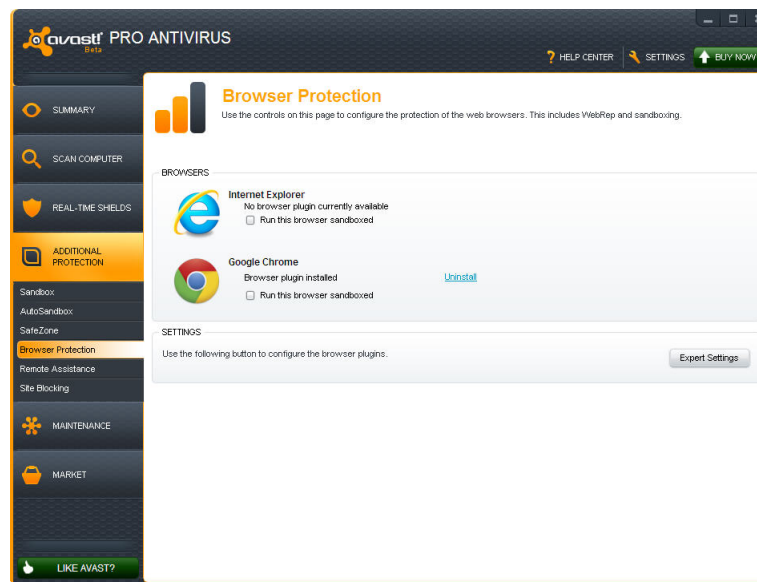 avast! PRO ANTIVIRUS
Beta
HELP CENTER
SETTINGS
BUY NOW
SUMMARY
SCAN COMPUTER
REAL-TIME SHIELDS
ADDITIONAL
PROTECTION
Sandbox
AutoSandbox
SafeZone
Browser Protection
Remote Assistance
Site Blocking
MAINTENANCE
MARKET
LIKE AVAST?
Browser Protection
Use the controls on this page to configure the protection of the web browsers. This includes WebRep and sandboxing.
BROWSERS
Internet Explorer
No browser plugin currently available
Run this browser sandboxed
Google Chrome
Browser plugin installed
Uninstall
Run this browser sandboxed
SETTINGS
Use the following button to configure the browser plugins.
Expert Settings